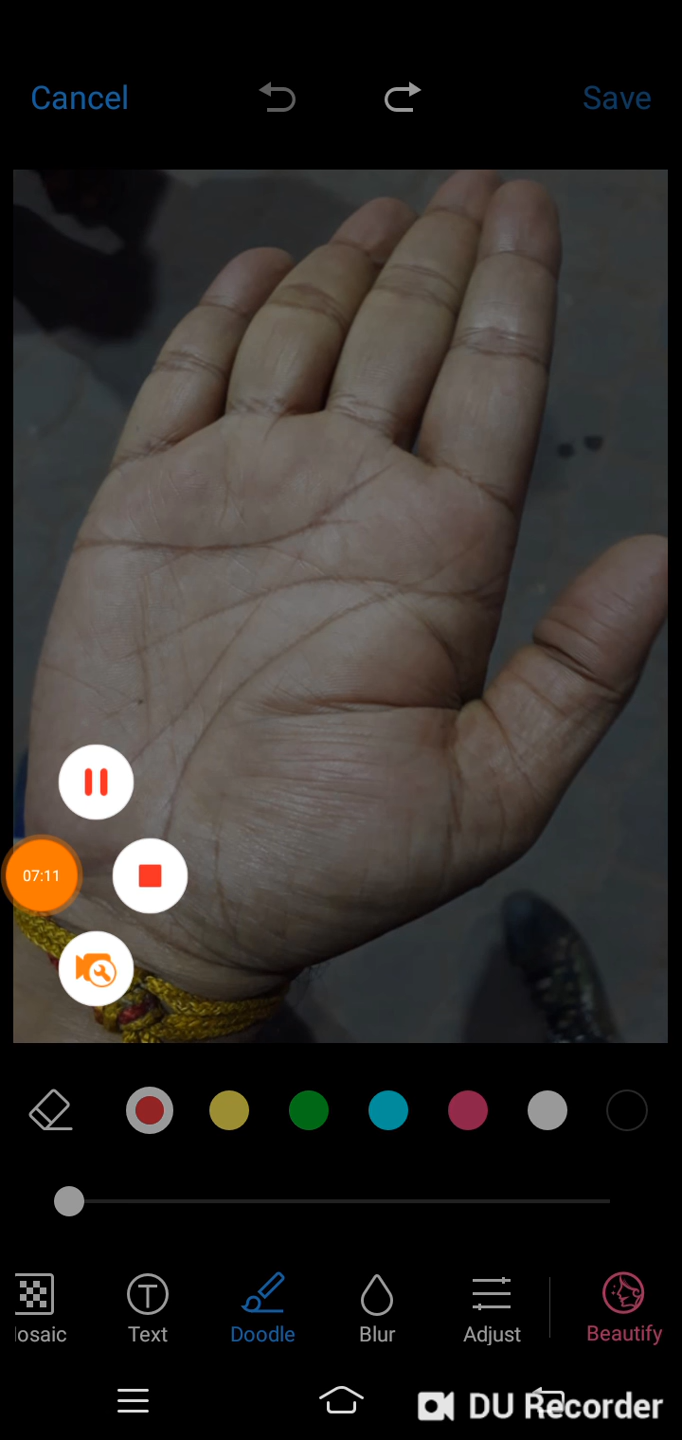 Cancel
Save
07:11
losaic
Text
Doodle
Blur
Adjust
Beautify
DU Recorder